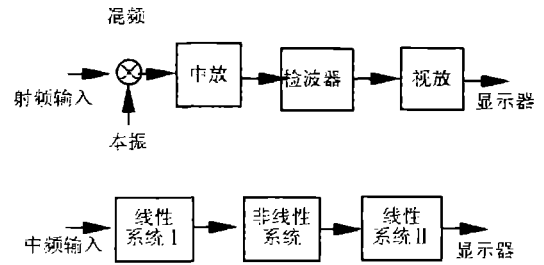 混频
中放
检波器
视放
射频输入
显示器
本振
线性
系统 I
非线性
系统
线性
系统 II
中频输入
显示器